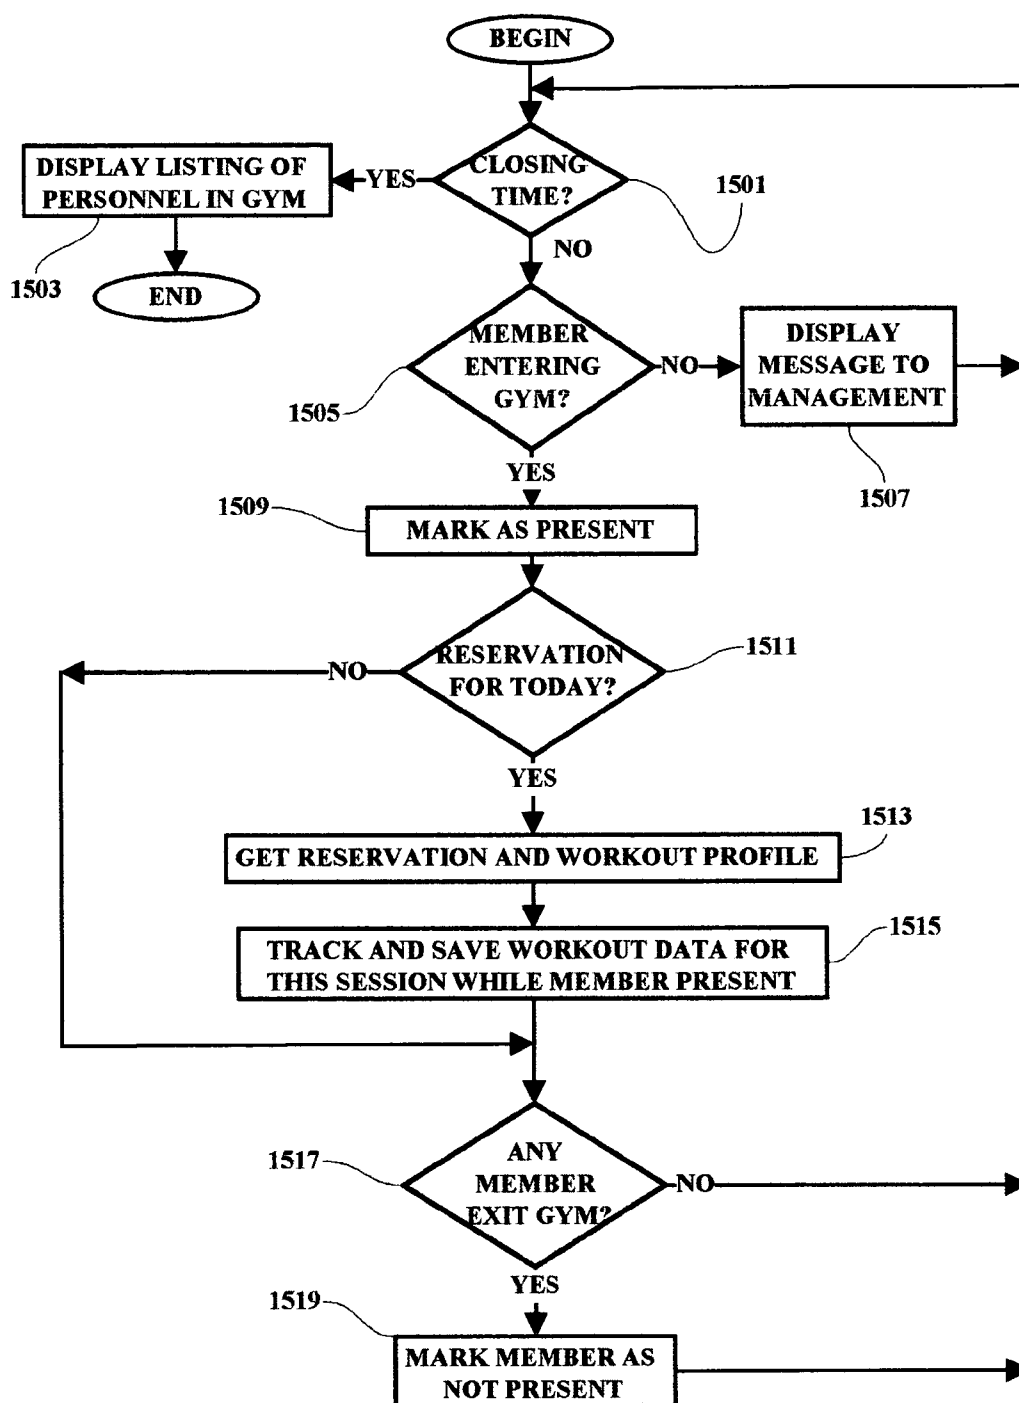 BEGIN
CLOSING
TIME?
1501
YES
DISPLAY LISTING OF
PERSONNEL IN GYM
1503
END
NO
MEMBER
ENTERING
GYM?
1505
NO
DISPLAY
MESSAGE TO
MANAGEMENT
1507
YES
1509
MARK AS PRESENT
RESERVATION
FOR TODAY?
1511
NO
YES
1513
GET RESERVATION AND WORKOUT PROFILE
1515
TRACK AND SAVE WORKOUT DATA FOR
THIS SESSION WHILE MEMBER PRESENT
1517
ANY
MEMBER
EXIT GYM?
NO
YES
1519
MARK MEMBER AS
NOT PRESENT